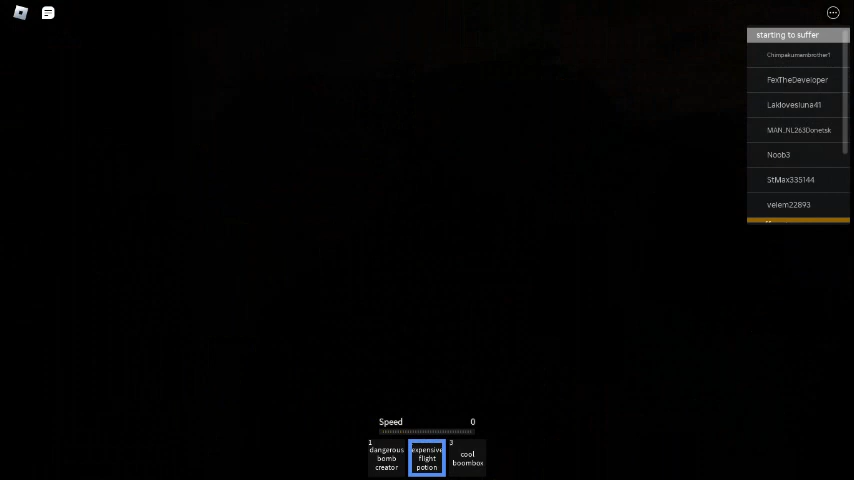 starting to suffer
Chimpakumambrother1
FexTheDeveloper
Laklovesluna41
MAN_NL263Donetsk
Noob3
StMax335144
velem22893
Speed 0
1
dangerous
bomb
creator
expensive
flight
potion
3
cool
boombox